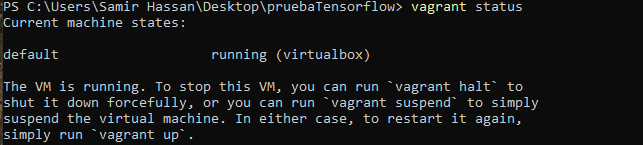 PS C:\Users\Samir Hassan\Desktop\pruebaTensorflow> vagrant status
Current machine states:
default                   running (virtualbox)
The VM is running. To stop this VM, you can run `vagrant halt` to
shut it down forcefully, or you can run `vagrant suspend` to simply
suspend the virtual machine. In either case, to restart it again,
simply run `vagrant up`.